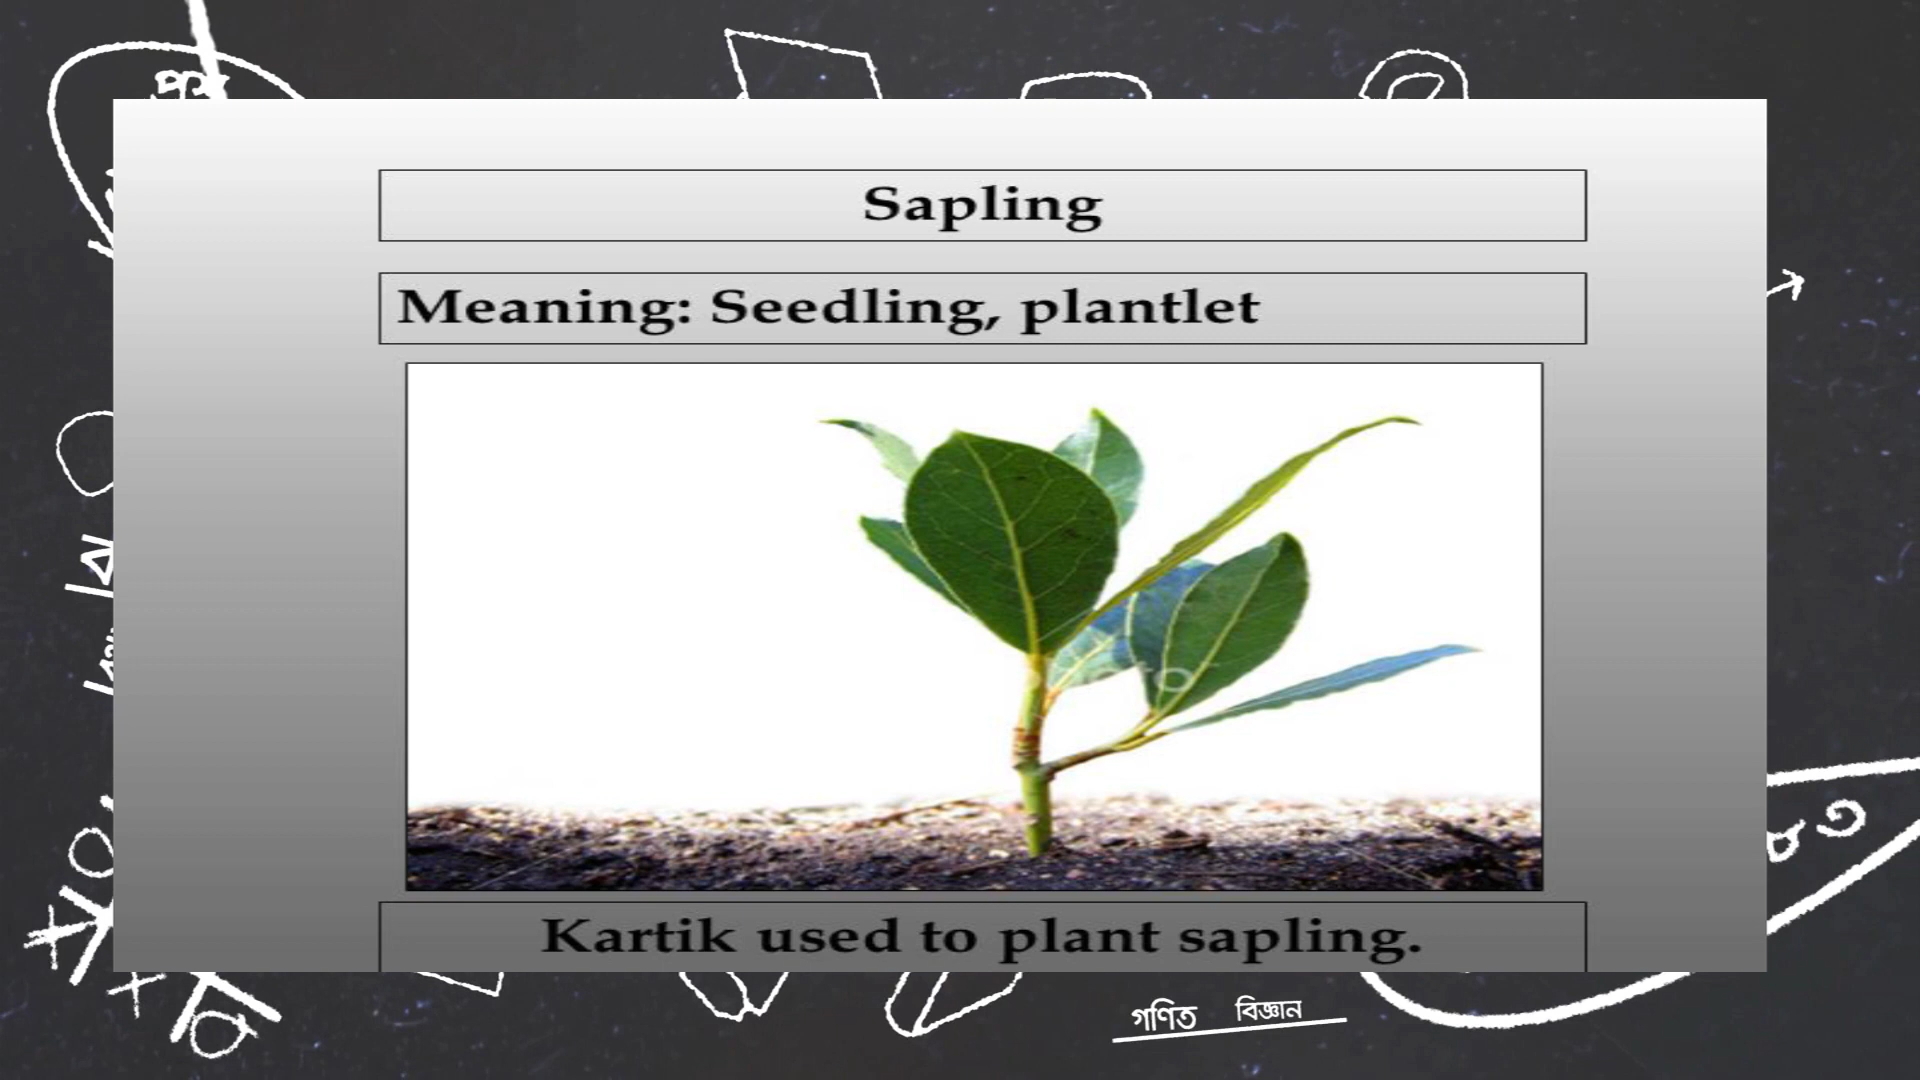 Sapling
Meaning: Seedling, plantlet
Kartik used to plant sapling.
গণিত বিজ্ঞান